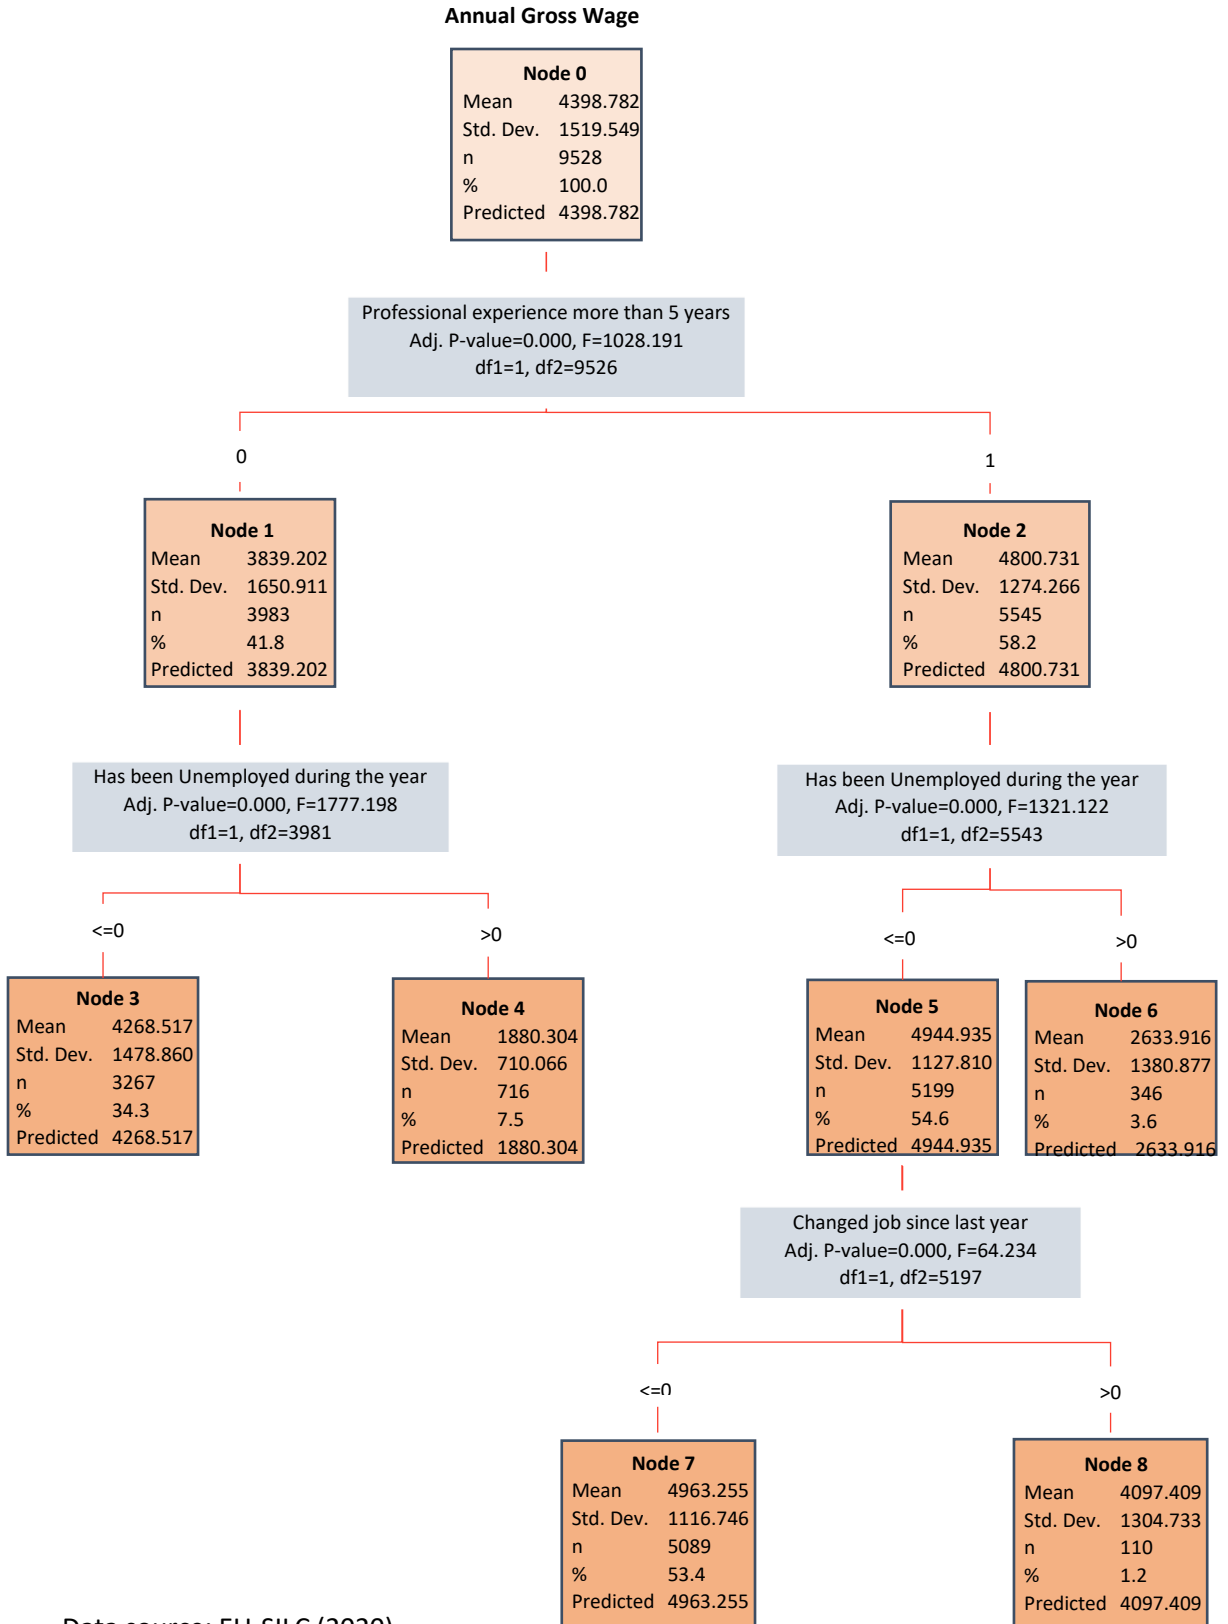 Annual Gross Wage
Node 0
Mean 4398.782
Std. Dev. 1519.549
n 9528
% 100.0
Predicted 4398.782
Professional experience more than 5 years
Adj. P-value=0.000, F=1028.191
df1=1, df2=9526
0
1
Node 1
Mean 3839.202
Std. Dev. 1650.911
n 3983
% 41.8
Predicted 3839.202
Node 2
Mean 4800.731
Std. Dev. 1274.266
n 5545
% 58.2
Predicted 4800.731
Has been Unemployed during the year
Adj. P-value=0.000, F=1777.198
df1=1, df2=3981
Has been Unemployed during the year
Adj. P-value=0.000, F=1321.122
df1=1, df2=5543
<=0
>0
<=0
>0
Node 3
Mean 4268.517
Std. Dev. 1478.860
n 3267
% 34.3
Predicted 4268.517
Node 4
Mean 1880.304
Std. Dev. 710.066
n 716
% 7.5
Predicted 1880.304
Node 5
Mean 4944.935
Std. Dev. 1127.810
n 5199
% 54.6
Predicted 4944.935
Node 6
Mean 2633.916
Std. Dev. 1380.877
n 346
% 3.6
Predicted 2633.916
Changed job since last year
Adj. P-value=0.000, F=64.234
df1=1, df2=5197
<=0
>0
Node 7
Mean 4963.255
Std. Dev. 1116.746
n 5089
% 53.4
Predicted 4963.255
Node 8
Mean 4097.409
Std. Dev. 1304.733
n 110
% 1.2
Predicted 4097.409
Data source: EU-SILC (2020)